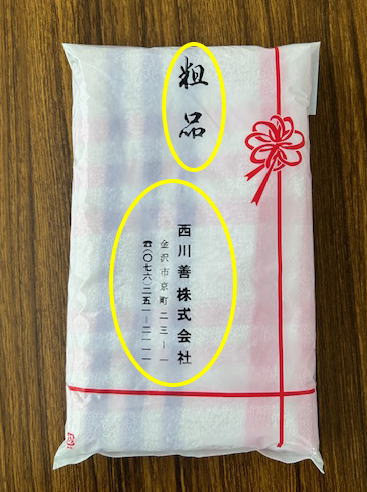 粗品
西川善株式会社
金沢市京町二三ー一
☎(〇七六)二五一ー二一一一